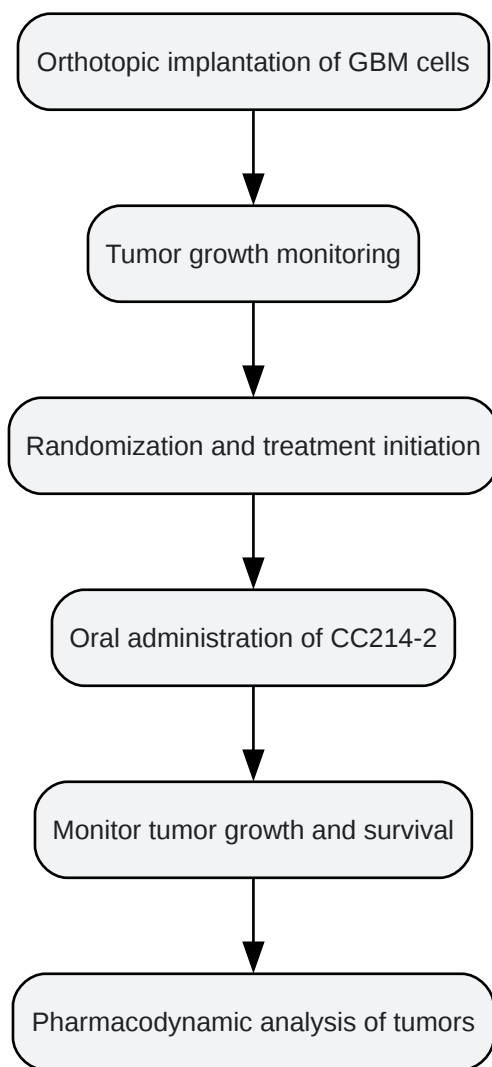 Orthotopic implantation of GBM cells
Tumor growth monitoring
Randomization and treatment initiation
Oral administration of CC214-2
Monitor tumor growth and survival
Pharmacodynamic analysis of tumors